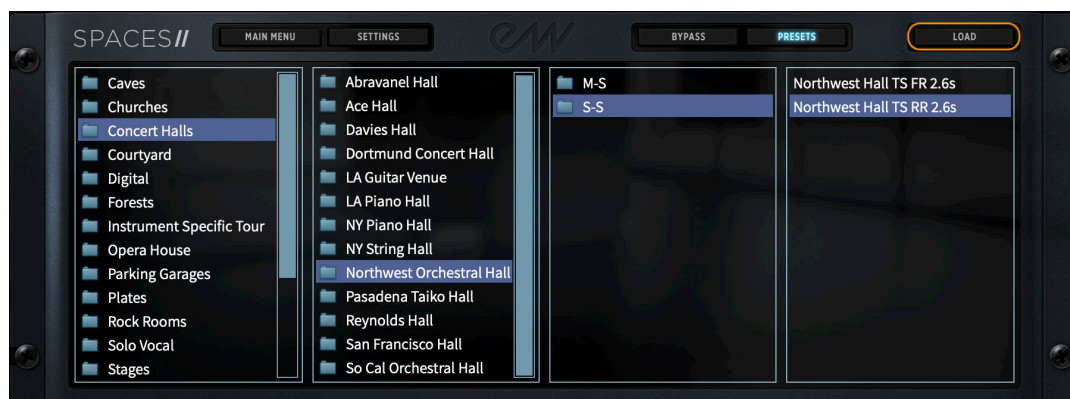 SPACES II
MAIN MENU
SETTINGS
EW
BYPASS
PRESETS
LOAD
Caves
Churches
Concert Halls
Courtyard
Digital
Forests
Instrument Specific Tour
Opera House
Parking Garages
Plates
Rock Rooms
Solo Vocal
Stages
Abravanel Hall
Ace Hall
Davies Hall
Dortmund Concert Hall
LA Guitar Venue
LA Piano Hall
NY Piano Hall
NY String Hall
Northwest Orchestral Hall
Pasadena Taiko Hall
Reynolds Hall
San Francisco Hall
So Cal Orchestral Hall
M-S
S-S
Northwest Hall TS FR 2.6s
Northwest Hall TS RR 2.6s